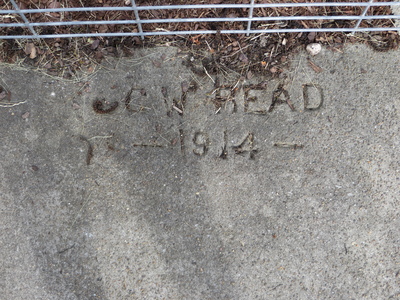 C.W. READ
— 1914 —